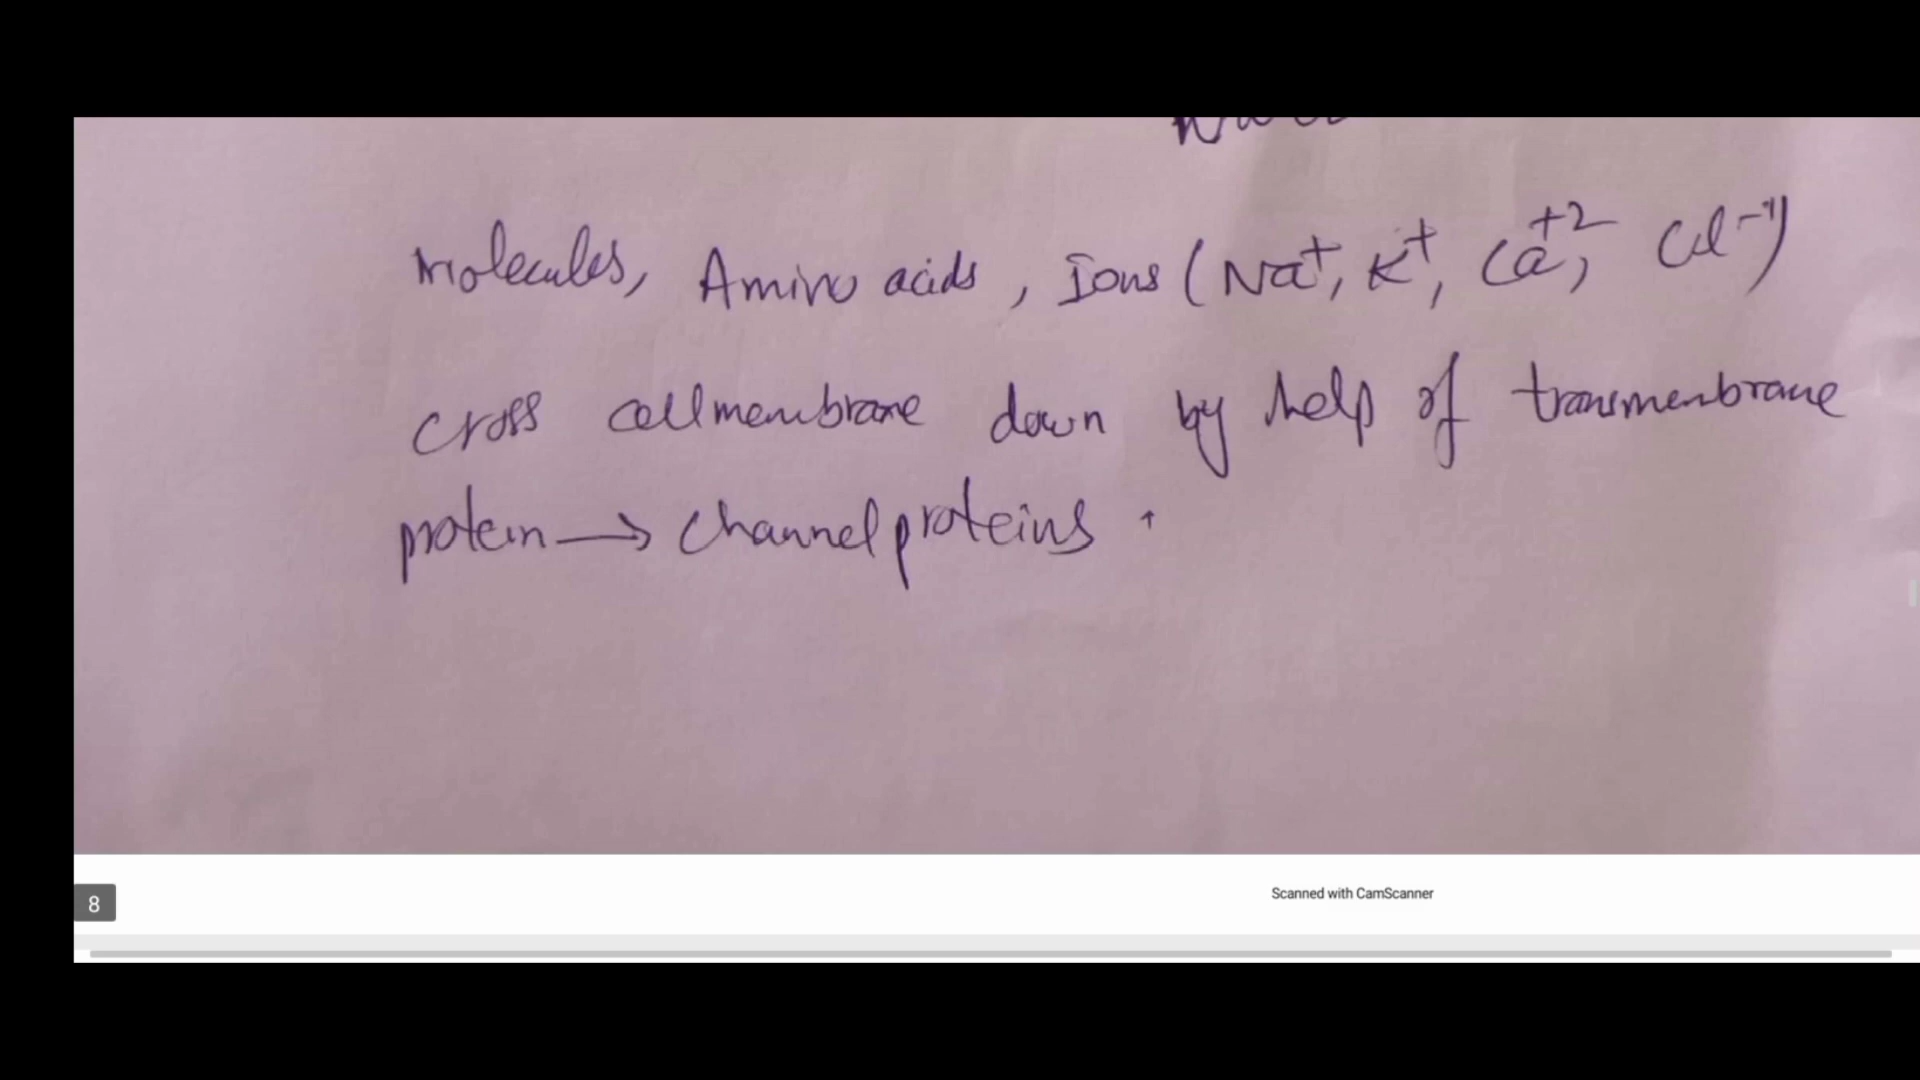 Molecules, Amino acids, Ions (Na⁺, K⁺, Ca⁺², Cl⁻¹)
cross cellmembrane down by help of transmembrane
protein → channel proteins.
8
Scanned with CamScanner